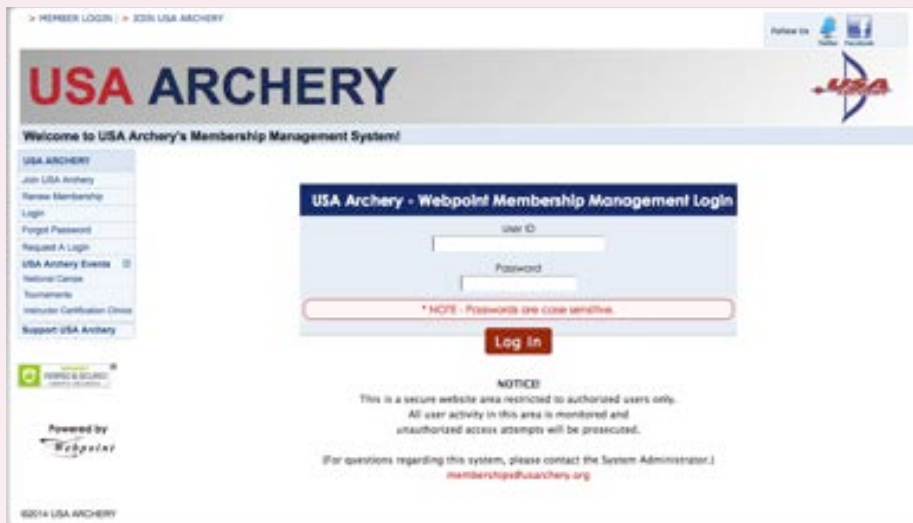 > MEMBER LOGIN | > JOIN USA ARCHERY
Follow Us
Twitter Facebook
USA ARCHERY
USA
Welcome to USA Archery's Membership Management System!
USA ARCHERY
Join USA Archery
Renew Membership
Login
Forgot Password
Request A Login
USA Archery Events
National Camps
Tournaments
Instructor Certification Clinics
Support USA Archery
USA Archery - Webpoint Membership Management Login
User ID
Password
* NOTE - Passwords are case sensitive.
Log In
NOTICE!
This is a secure website area restricted to authorized users only.
All user activity in this area is monitored and
unauthorized access attempts will be prosecuted.
(For questions regarding this system, please contact the System Administrator.)
memberships@usarchery.org
VERIFIED & SECURED
Powered by
Webpoint
©2014 USA ARCHERY